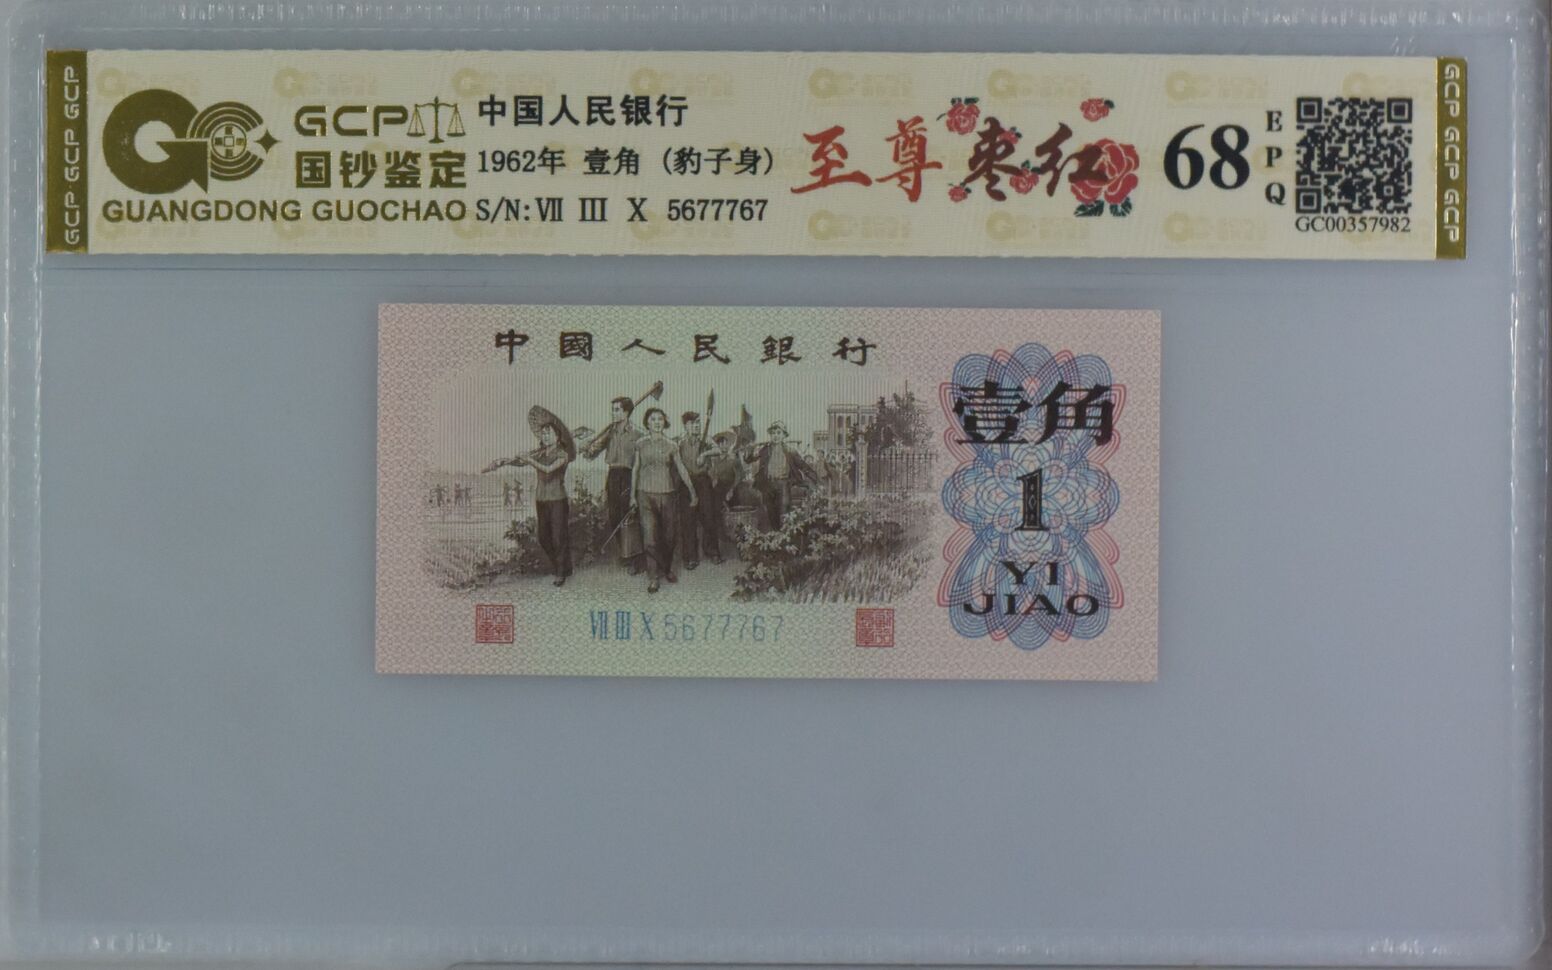 GCP
国钞鉴定
GUANGDONG GUOCHAO
中国人民银行
1962年 壹角 (豹子身)
S/N:Ⅶ Ⅲ Ⅹ 5677767
至尊枣红
68
EPQ
GC00357982
GCP GCP GCP
GCP GCP GCP
中國人民銀行
壹角
1
YI
JIAO
Ⅶ Ⅲ Ⅹ 5677767